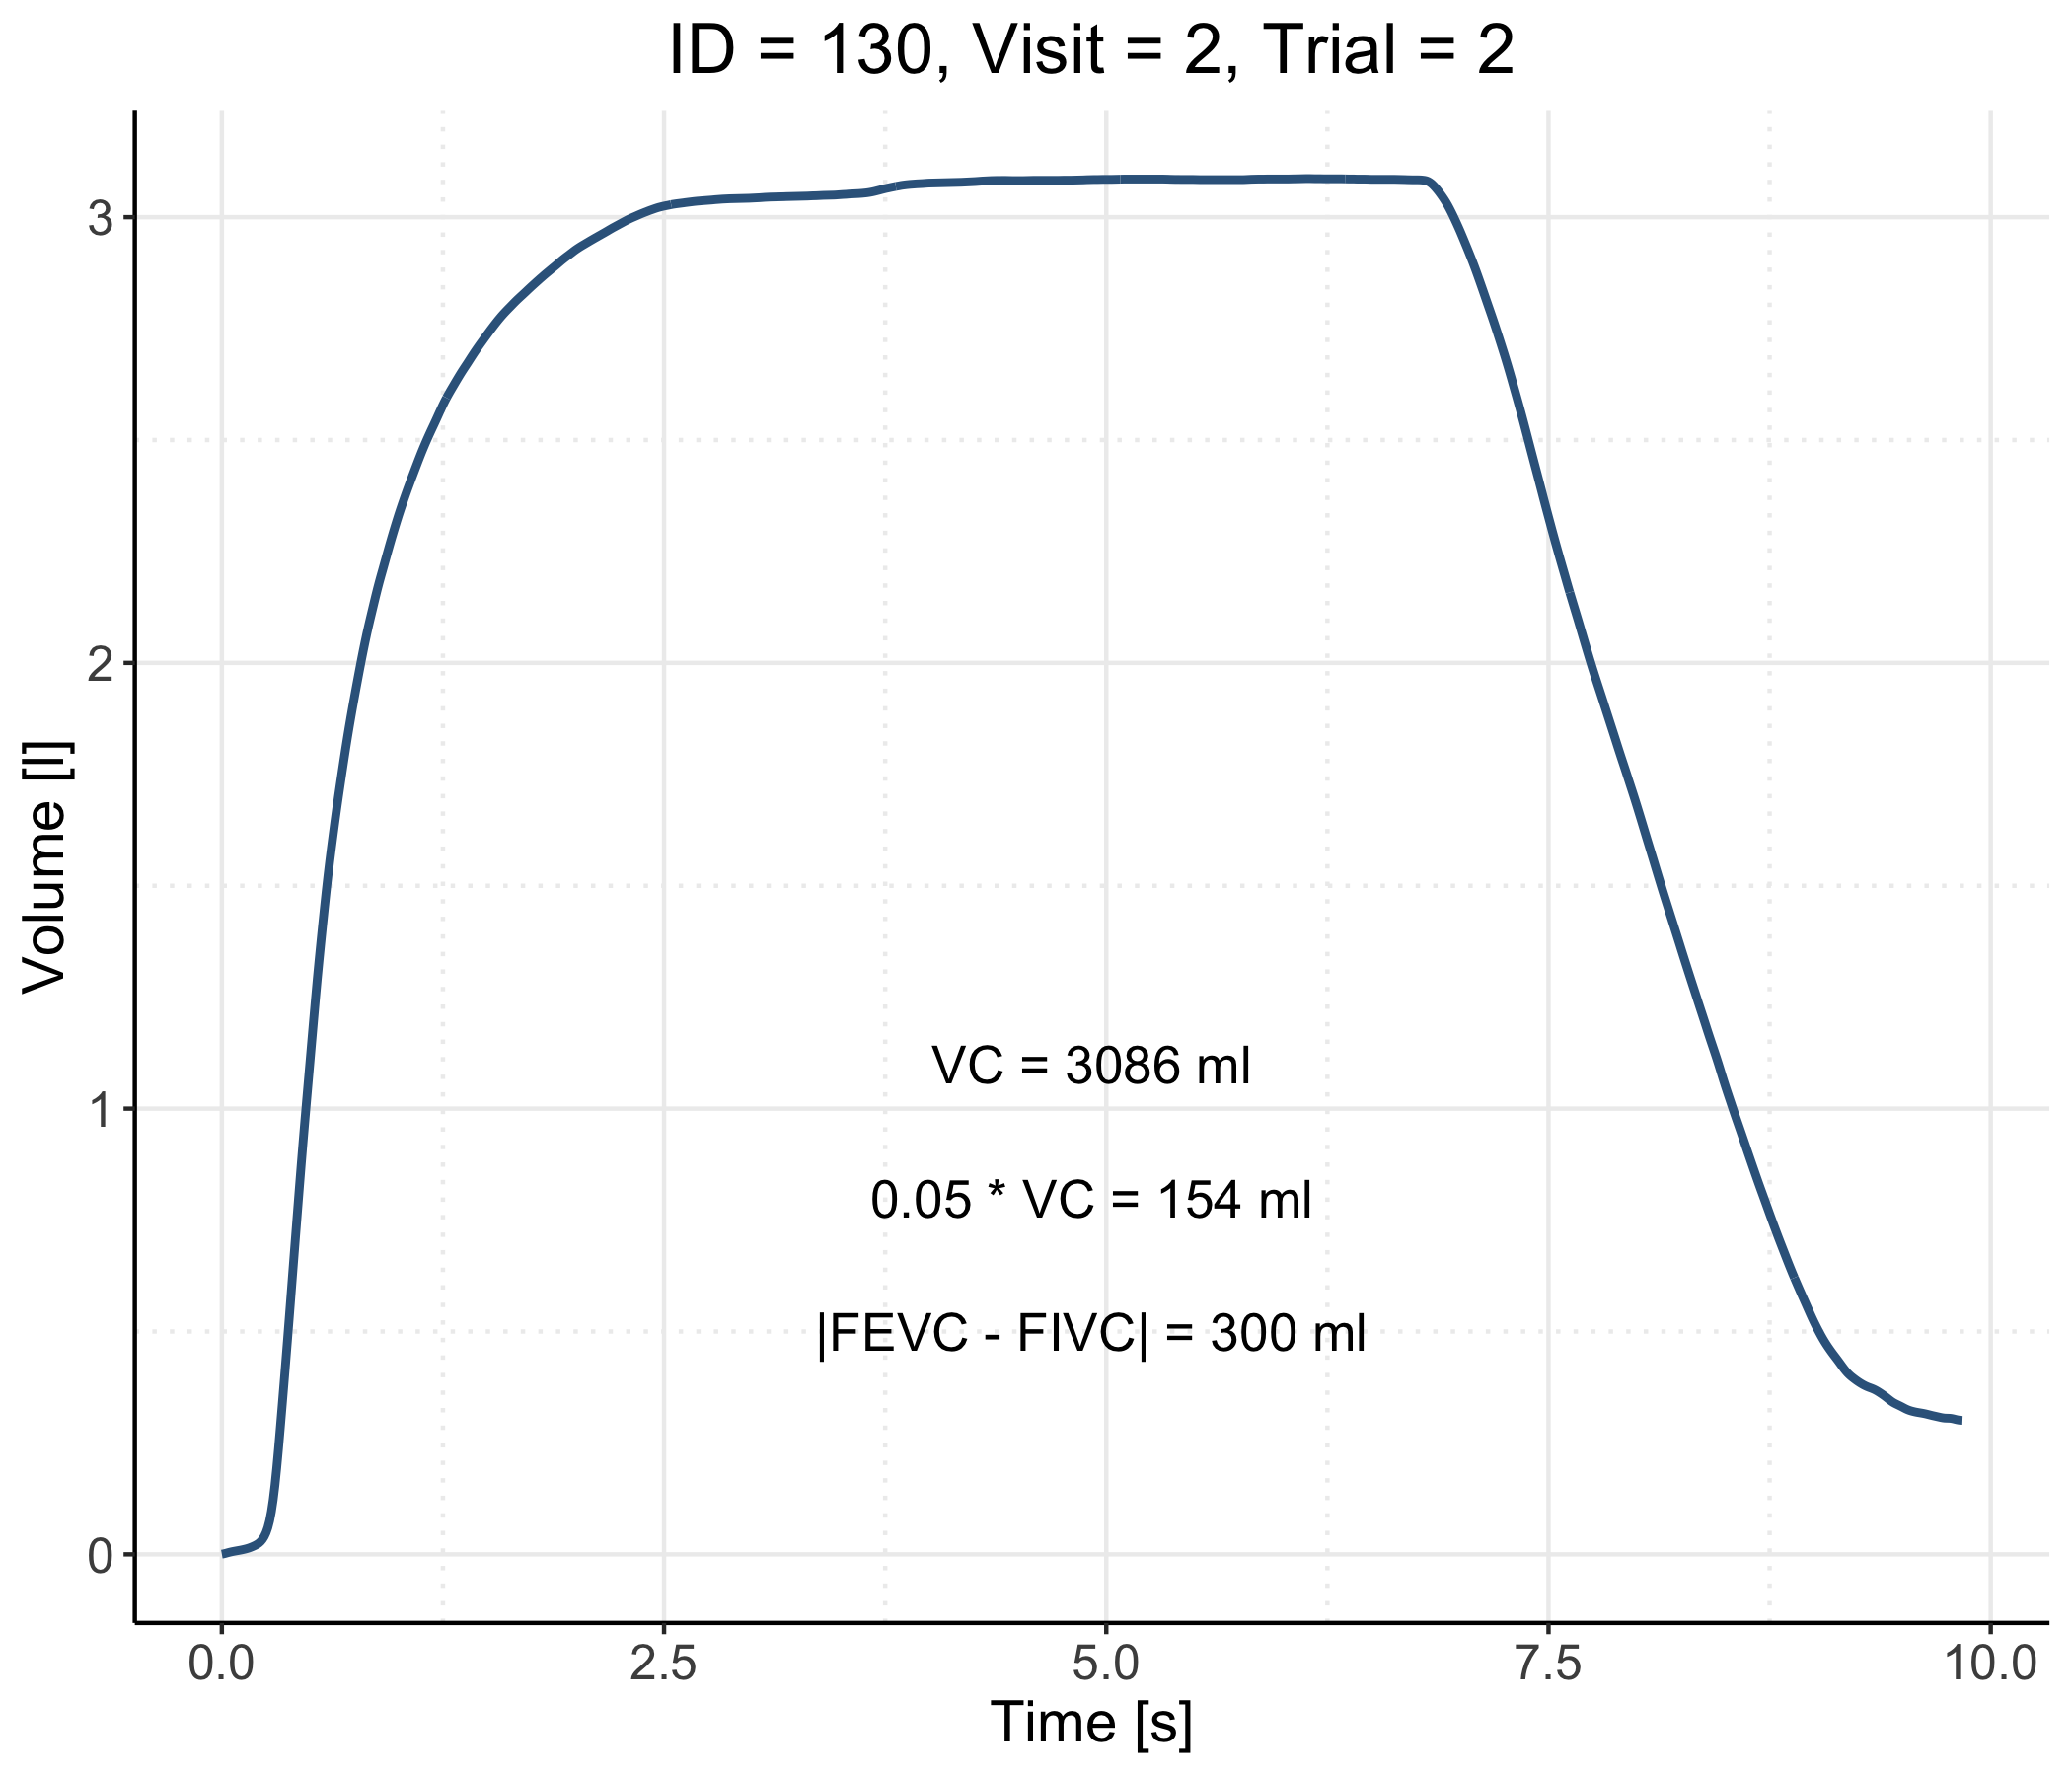 ID = 130, Visit = 2, Trial = 2
3
2
1
0
Volume [l]
VC = 3086 ml
0.05 * VC = 154 ml
|FEVC - FIVC| = 300 ml
0.0 2.5 5.0 7.5 10.0
Time [s]